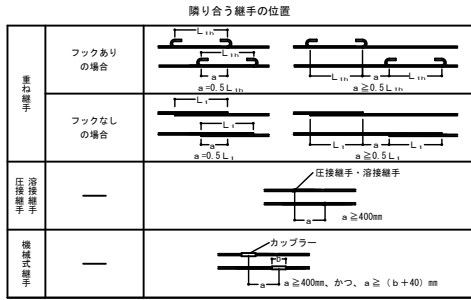 隣り合う継手の位置
重ね継手
フックあり
の場合
L₁ₕ
L₁ₕ
a
a=0.5L₁ₕ
L₁ₕ a L₁ₕ
a≧0.5L₁ₕ
フックなし
の場合
L₁
L₁
a
a=0.5L₁
L₁ a L₁
a≧0.5L₁
圧接継手
溶接継手
―
圧接継手・溶接継手
a
a≧400mm
機械式継手
―
カップラー
b
a
a≧400mm、かつ、a≧(b+40)mm